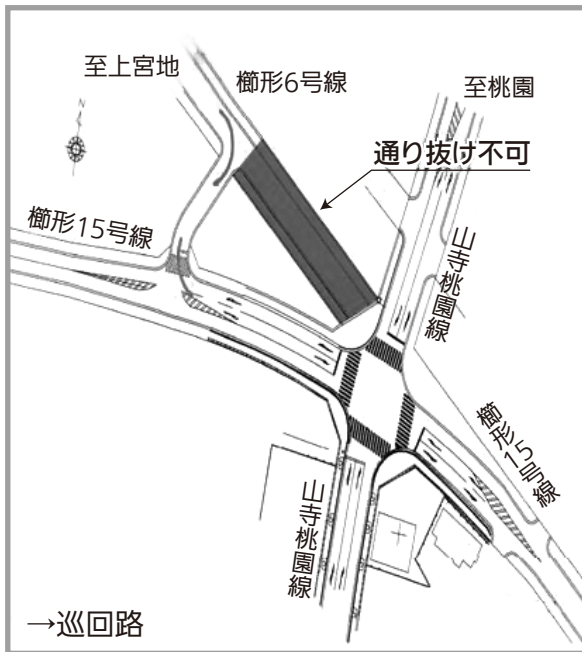 至上宮地
櫛形6号線
至桃園
N
通り抜け不可
櫛形15号線
山寺桃園線
櫛形15号線
山寺桃園線
→巡回路